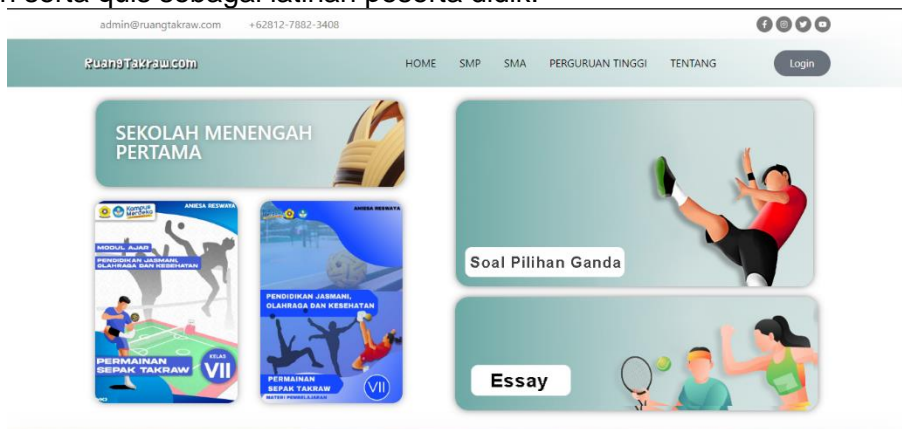 serta quis sebagai latihan peserta didik.
admin@ruangtakraw.com +62812-7882-3408
RuangTakraw.com HOME SMP SMA PERGURUAN TINGGI TENTANG Login
SEKOLAH MENENGAH
PERTAMA
Kampus
Merdeka
ANIESA RESWAYA
MODUL AJAR
PENDIDIKAN JASMANI,
OLAHRAGA DAN KESEHATAN
PERMAINAN
SEPAK TAKRAW
KELAS
VII
ANIESA RESWAYA
PENDIDIKAN JASMANI,
OLAHRAGA DAN KESEHATAN
PERMAINAN
SEPAK TAKRAW
MATERI PEMBELAJARAN
VII
Soal Pilihan Ganda
Essay